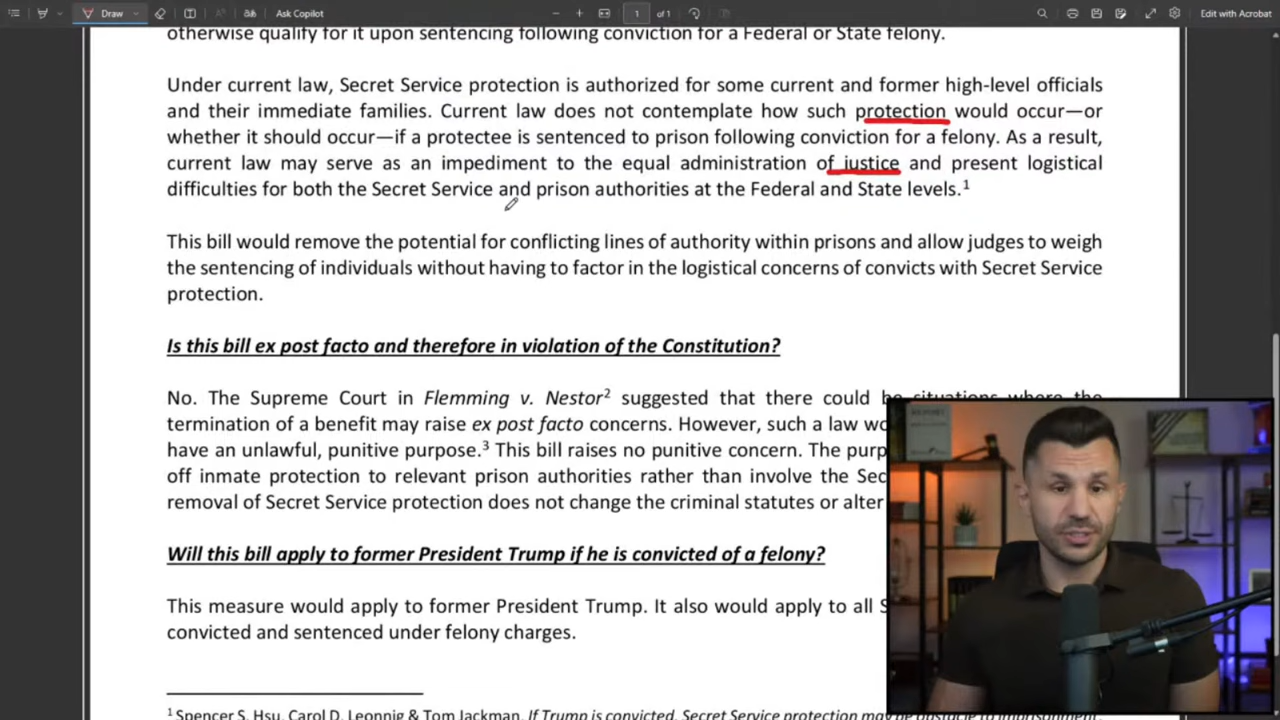 Draw
Ask Copilot
1 of 1
Edit with Acrobat
otherwise qualify for it upon sentencing following conviction for a Federal or State felony.
Under current law, Secret Service protection is authorized for some current and former high-level officials
and their immediate families. Current law does not contemplate how such protection would occur—or
whether it should occur—if a protectee is sentenced to prison following conviction for a felony. As a result,
current law may serve as an impediment to the equal administration of justice and present logistical
difficulties for both the Secret Service and prison authorities at the Federal and State levels.¹
This bill would remove the potential for conflicting lines of authority within prisons and allow judges to weigh
the sentencing of individuals without having to factor in the logistical concerns of convicts with Secret Service
protection.
Is this bill ex post facto and therefore in violation of the Constitution?
No. The Supreme Court in Flemming v. Nestor² suggested that there could be situations where the
termination of a benefit may raise ex post facto concerns. However, such a law wo
have an unlawful, punitive purpose.³ This bill raises no punitive concern. The purp
off inmate protection to relevant prison authorities rather than involve the Sec
removal of Secret Service protection does not change the criminal statutes or alter
Will this bill apply to former President Trump if he is convicted of a felony?
This measure would apply to former President Trump. It also would apply to all S
convicted and sentenced under felony charges.
¹ Spencer S. Hsu, Carol D. Leonnig & Tom Jackman, If Trump is convicted, Secret Service protection may be obstacle to imprisonment